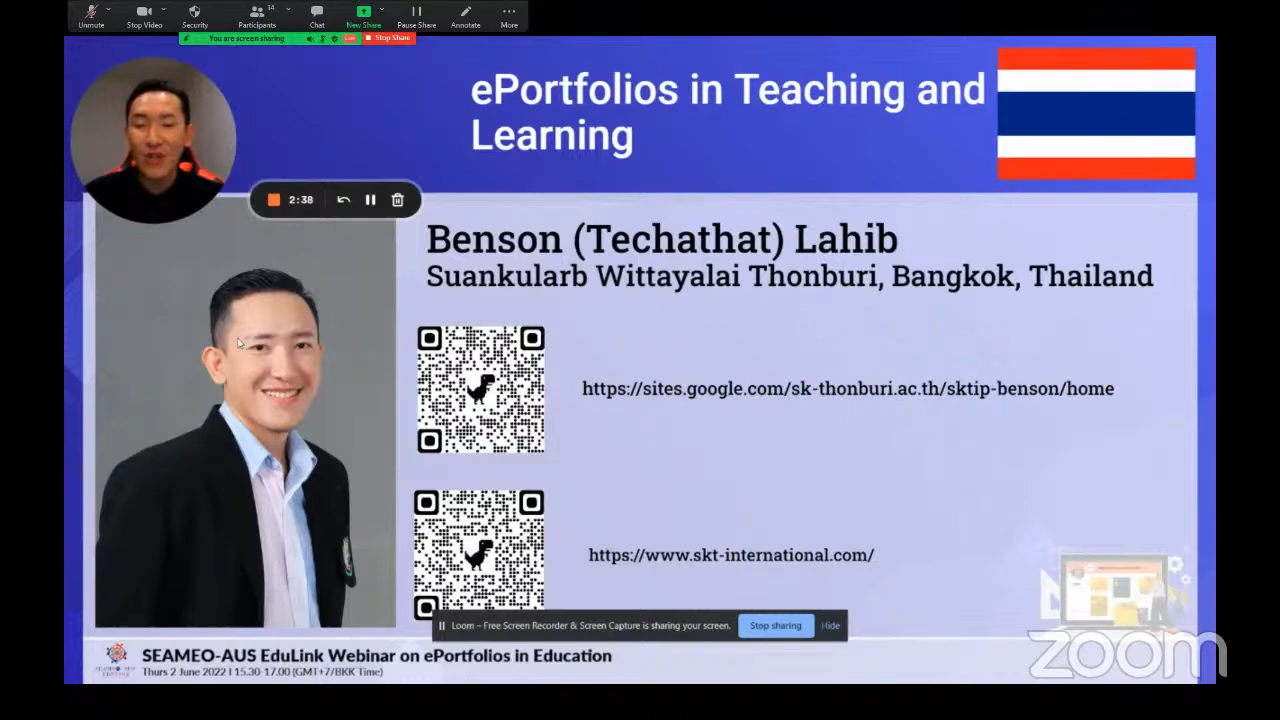 Unmute
Stop Video
Security
Participants
14
Chat
New Share
Pause Share
Annotate
More
You are screen sharing
LIVE
Stop Share
ePortfolios in Teaching and
Learning
2:38
Benson (Techathat) Lahib
Suankularb Wittayalai Thonburi, Bangkok, Thailand
https://sites.google.com/sk-thonburi.ac.th/sktip-benson/home
https://www.skt-international.com/
Loom – Free Screen Recorder & Screen Capture is sharing your screen.
Stop sharing
Hide
SEAMEO-AUS EduLink Webinar on ePortfolios in Education
Thurs 2 June 2022 I 15.30-17.00 (GMT+7/BKK Time)
zoom